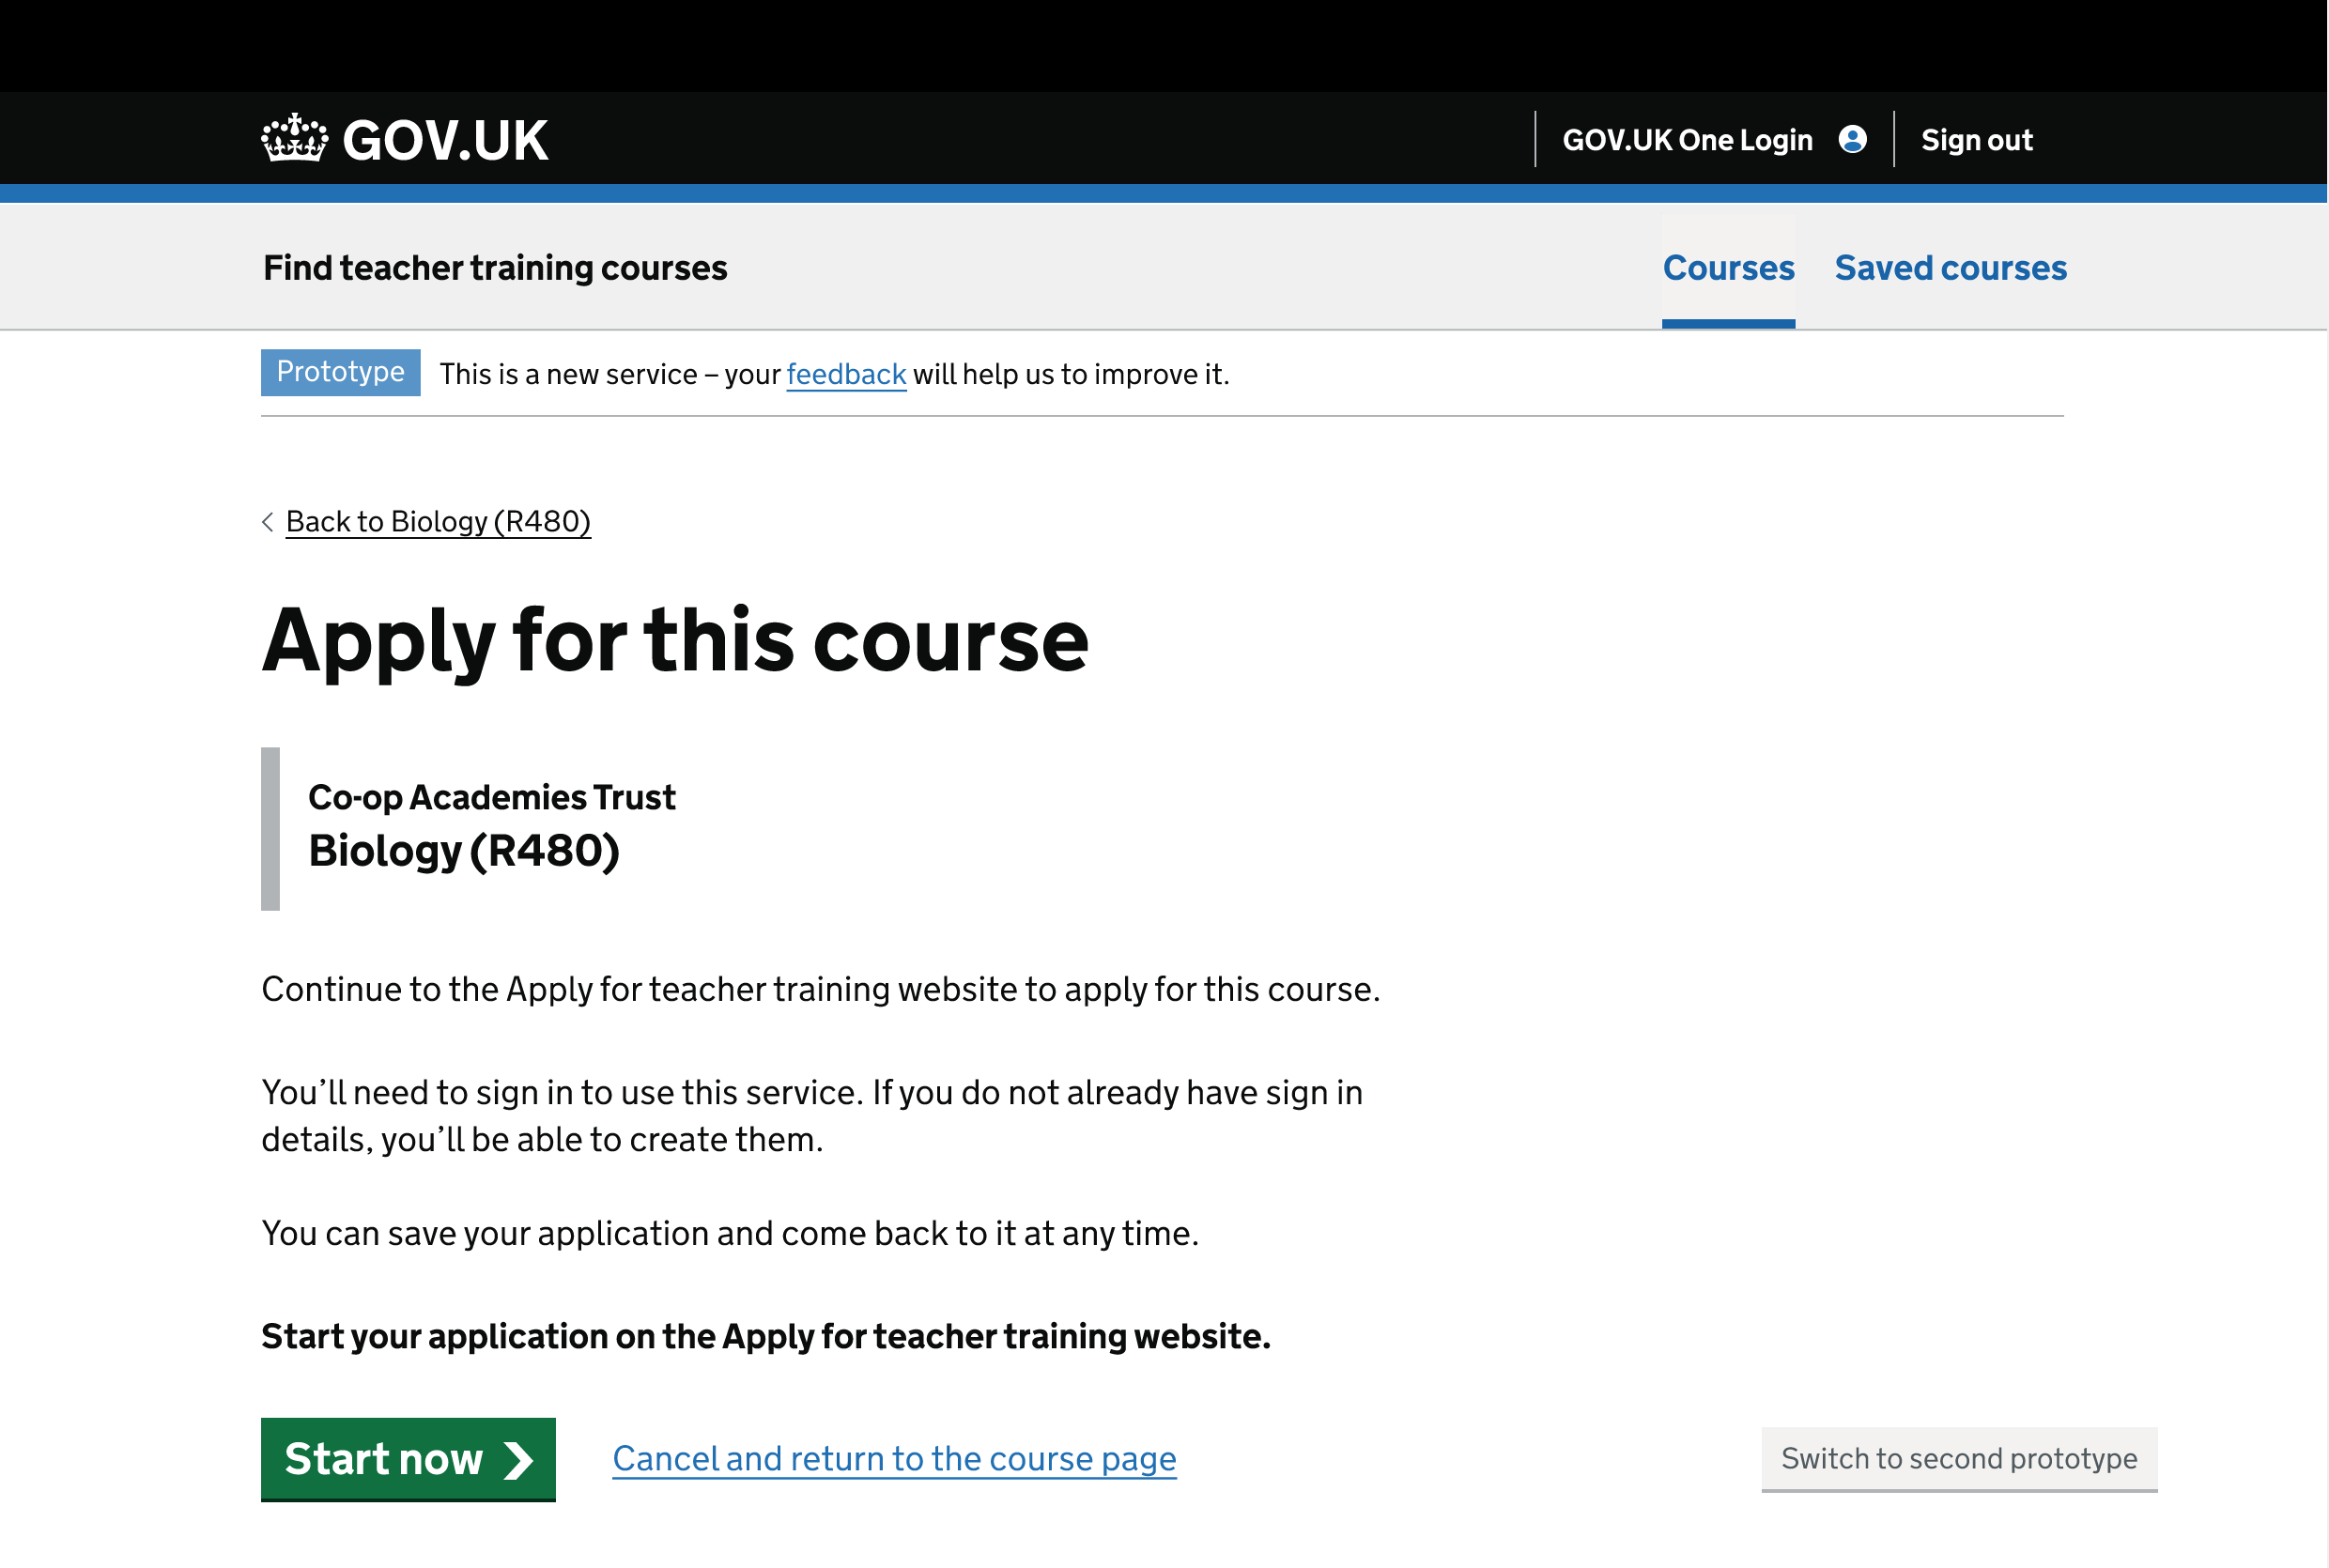 GOV.UK
GOV.UK One Login
Sign out
Find teacher training courses
Courses
Saved courses
Prototype
This is a new service – your feedback will help us to improve it.
Back to Biology (R480)
Apply for this course
Co-op Academies Trust
Biology (R480)
Continue to the Apply for teacher training website to apply for this course.
You’ll need to sign in to use this service. If you do not already have sign in
details, you’ll be able to create them.
You can save your application and come back to it at any time.
Start your application on the Apply for teacher training website.
Start now
Cancel and return to the course page
Switch to second prototype